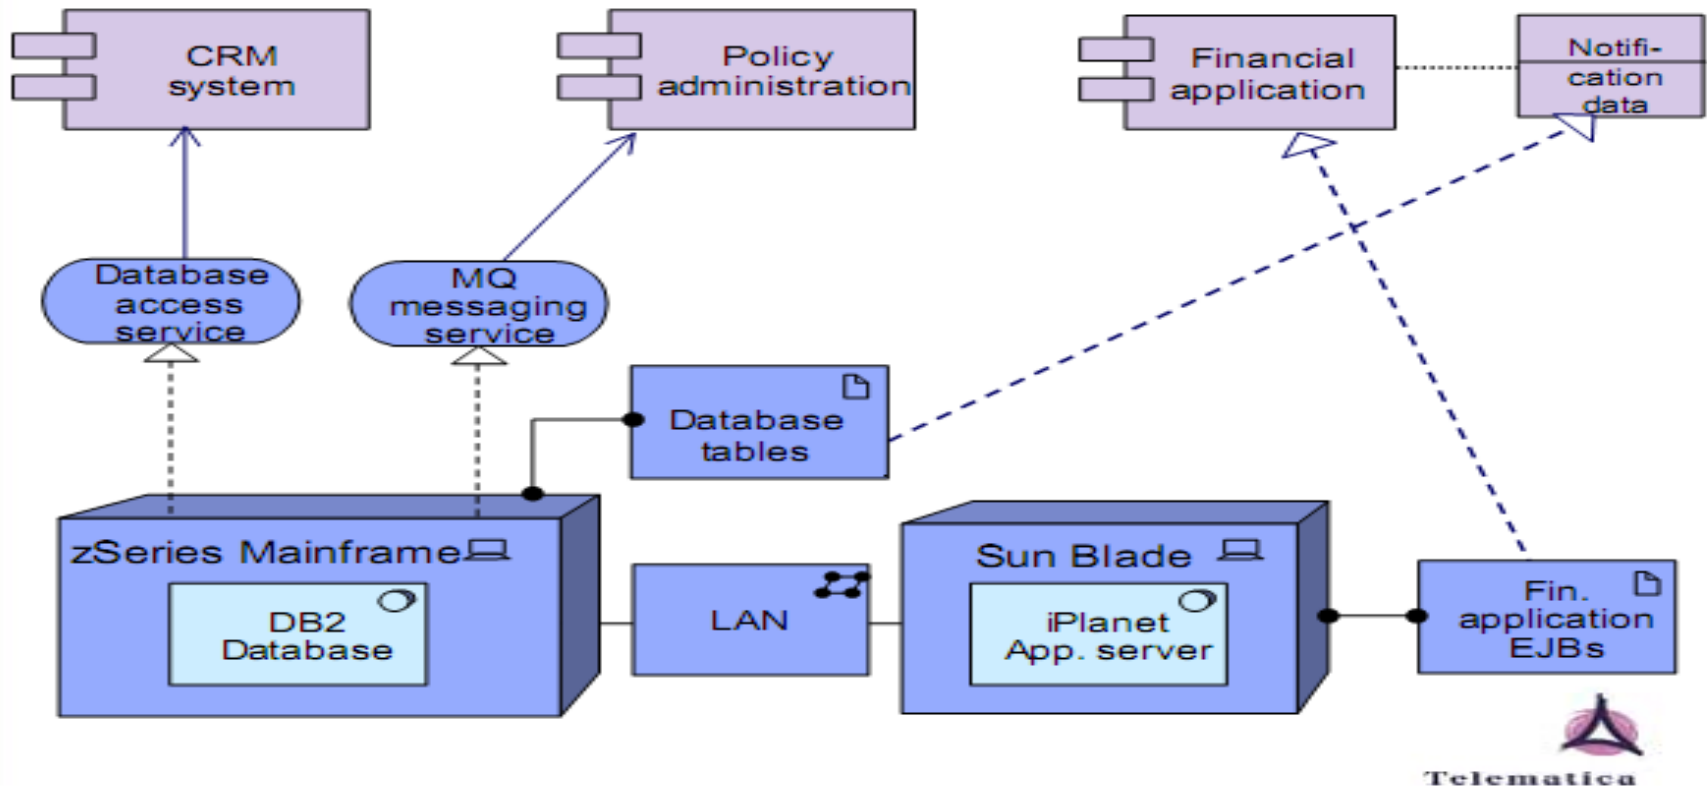 CRM
system
Policy
administration
Financial
application
Notifi-
cation
data
Database
access
service
MQ
messaging
service
Database
tables
zSeries Mainframe
DB2
Database
LAN
Sun Blade
iPlanet
App. server
Fin.
application
EJBs
Telematica